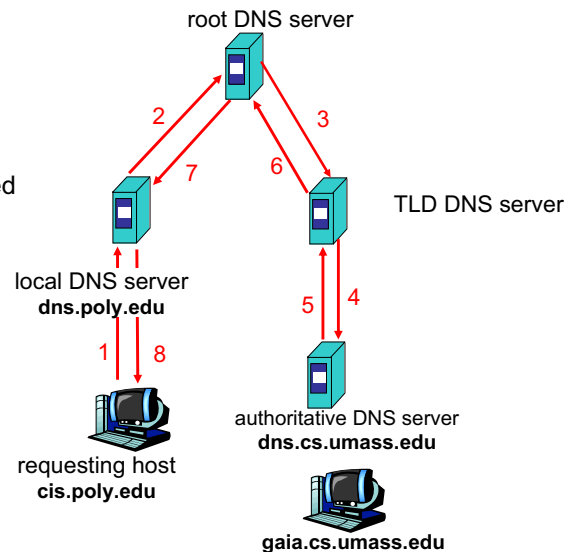 root DNS server
2
3
7
6
ed
TLD DNS server
local DNS server
dns.poly.edu
5
4
1
8
authoritative DNS server
dns.cs.umass.edu
requesting host
cis.poly.edu
gaia.cs.umass.edu